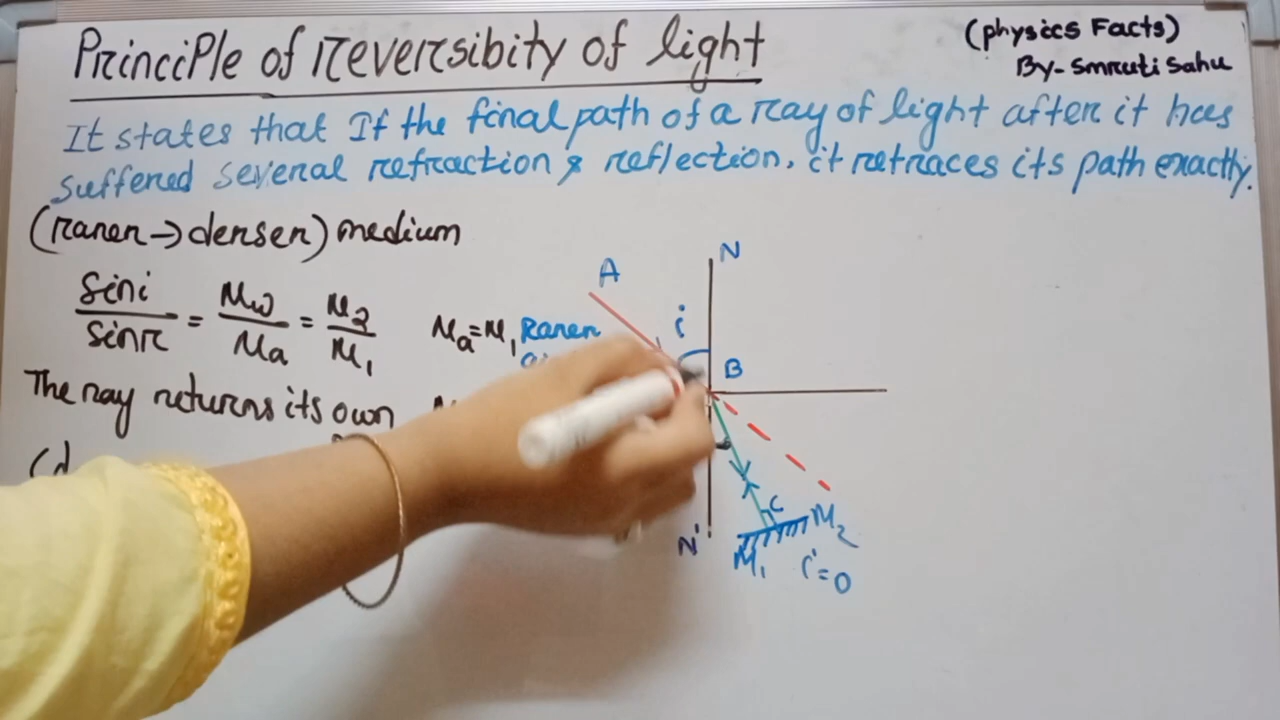 Principle of reversibity of light
(physics Facts)
By-Smruti Sahu
It states that If the final path of a ray of light after it has
suffered several refraction & reflection, it retraces its path exactly.
(rarer→denser) medium
Sini/Sinr = μw/μa = μ2/μ1
μa=μ1 Rarer
The ray returns its own
(d
A
N
i
B
C
N'
M1
M2
i'=0